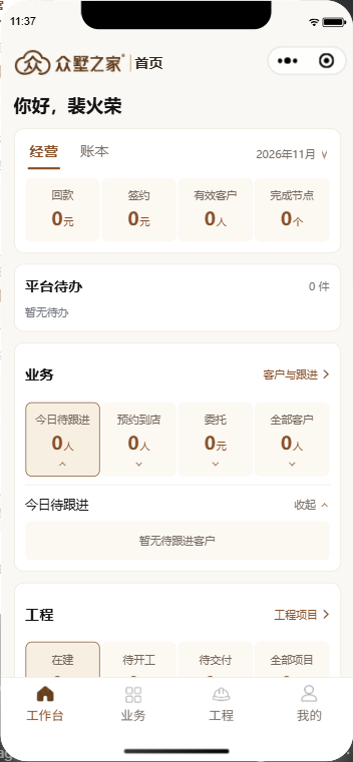 11:37
众墅之家 首页
你好，裴火荣
经营 账本 2026年11月
回款 签约 有效客户 完成节点
0元 0元 0人 0个
平台待办 0 件
暂无待办
业务 客户与跟进
今日待跟进 预约到店 委托 全部客户
0人 0人 0元 0人
今日待跟进 收起
暂无待跟进客户
工程 工程项目
在建 待开工 待交付 全部项目
工作台 业务 工程 我的